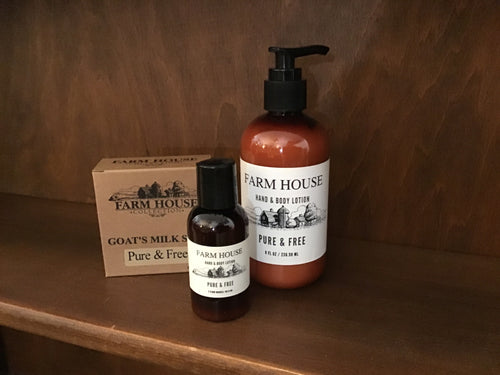 FARM HOUSE
FARM HOUSE
COLLECTION
GOAT'S MILK S
Pure & Free
FARM HOUSE
HAND & BODY LOTION
PURE & FREE
FARM HOUSE
HAND & BODY LOTION
PURE & FREE
8 FL OZ / 236.59 ML